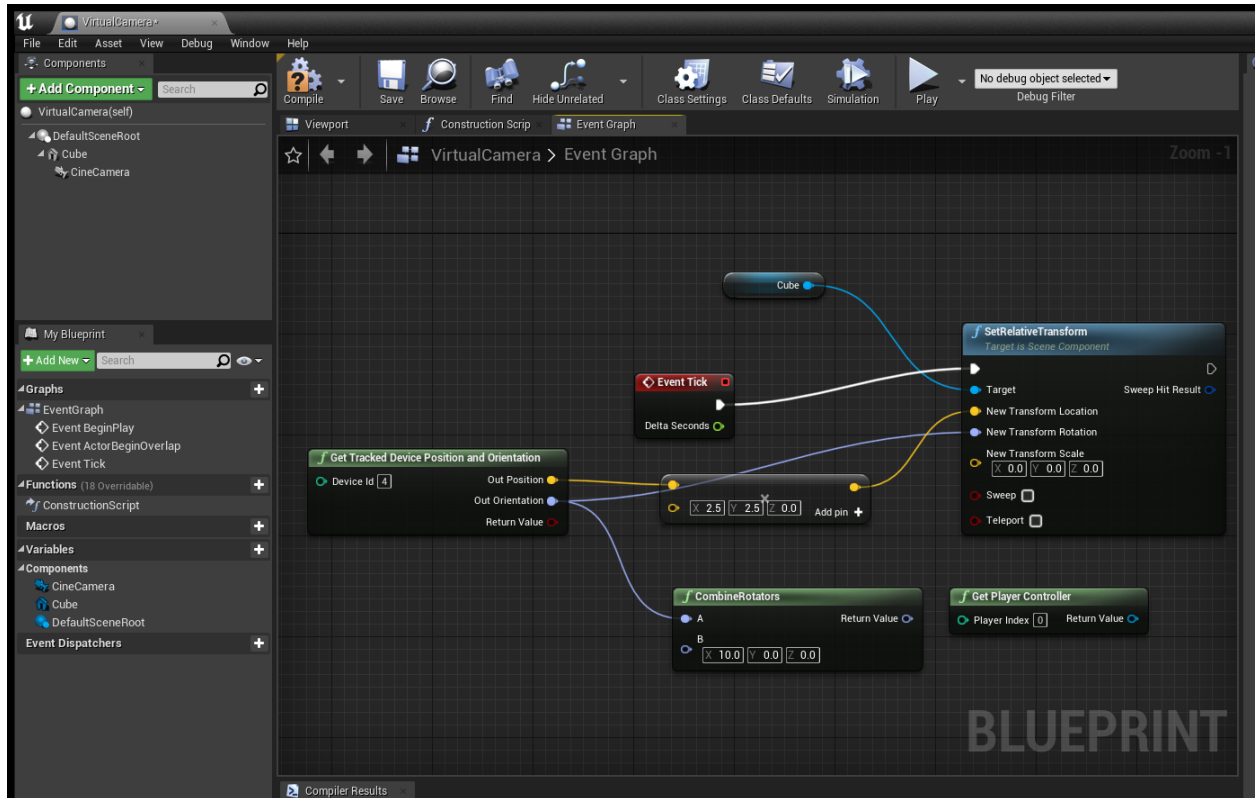 VirtualCamera*
File Edit Asset View Debug Window Help
Components
+Add Component Search
VirtualCamera(self)
DefaultSceneRoot
Cube
CineCamera
Compile Save Browse Find Hide Unrelated Class Settings Class Defaults Simulation Play
No debug object selected
Debug Filter
Viewport Construction Scrip Event Graph
VirtualCamera > Event Graph Zoom -1
My Blueprint
+Add New Search
Graphs
EventGraph
Event BeginPlay
Event ActorBeginOverlap
Event Tick
Functions (18 Overridable)
ConstructionScript
Macros
Variables
Components
CineCamera
Cube
DefaultSceneRoot
Event Dispatchers
Cube
SetRelativeTransform
Target is Scene Component
Target Sweep Hit Result
New Transform Location
New Transform Rotation
New Transform Scale
X 0.0 Y 0.0 Z 0.0
Sweep
Teleport
Event Tick
Delta Seconds
Get Tracked Device Position and Orientation
Device Id 4 Out Position
Out Orientation
Return Value
X 2.5 Y 2.5 Z 0.0 Add pin +
CombineRotators
A Return Value
B
X 10.0 Y 0.0 Z 0.0
Get Player Controller
Player Index 0 Return Value
BLUEPRINT
Compiler Results